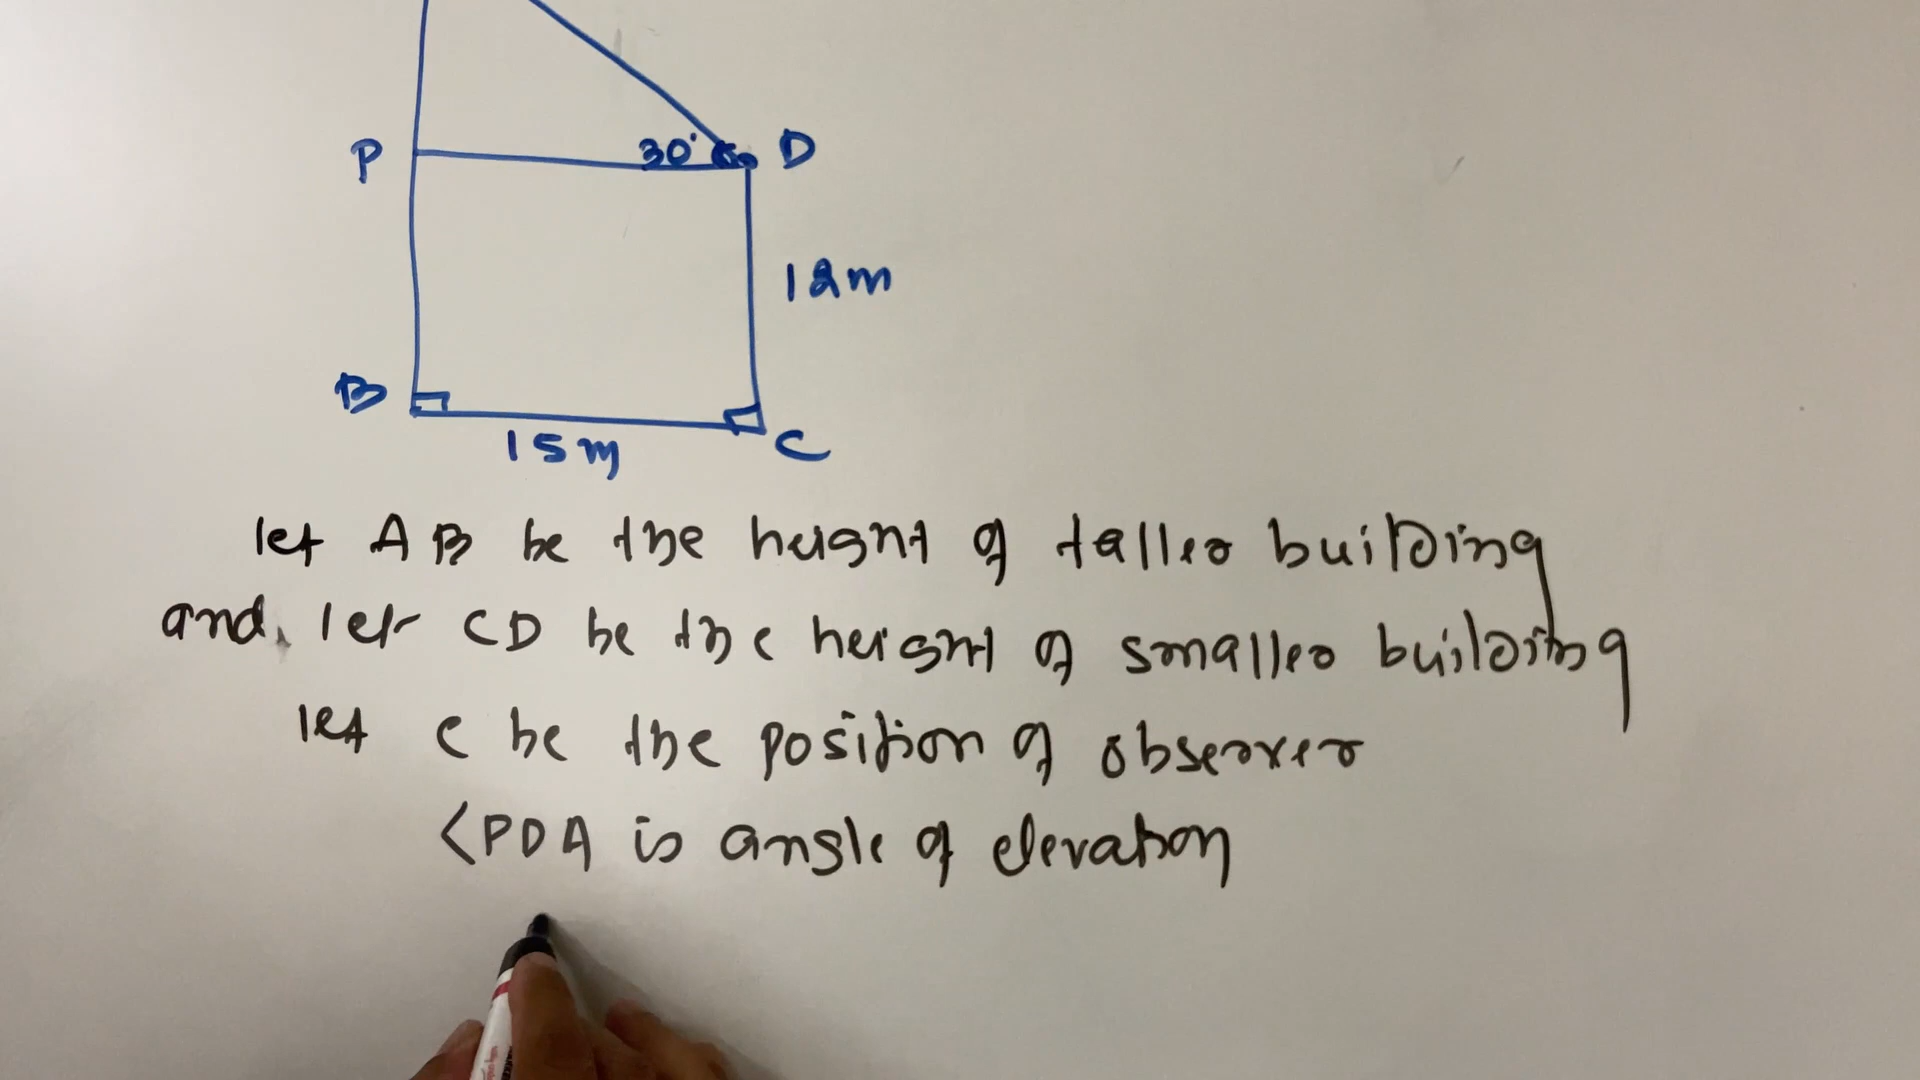 30° D
P
12m
B
15m
C
let AB be the height of taller building
and, let CD be the height of smaller building
let C be the position of observer
<PDA is angle of elevation